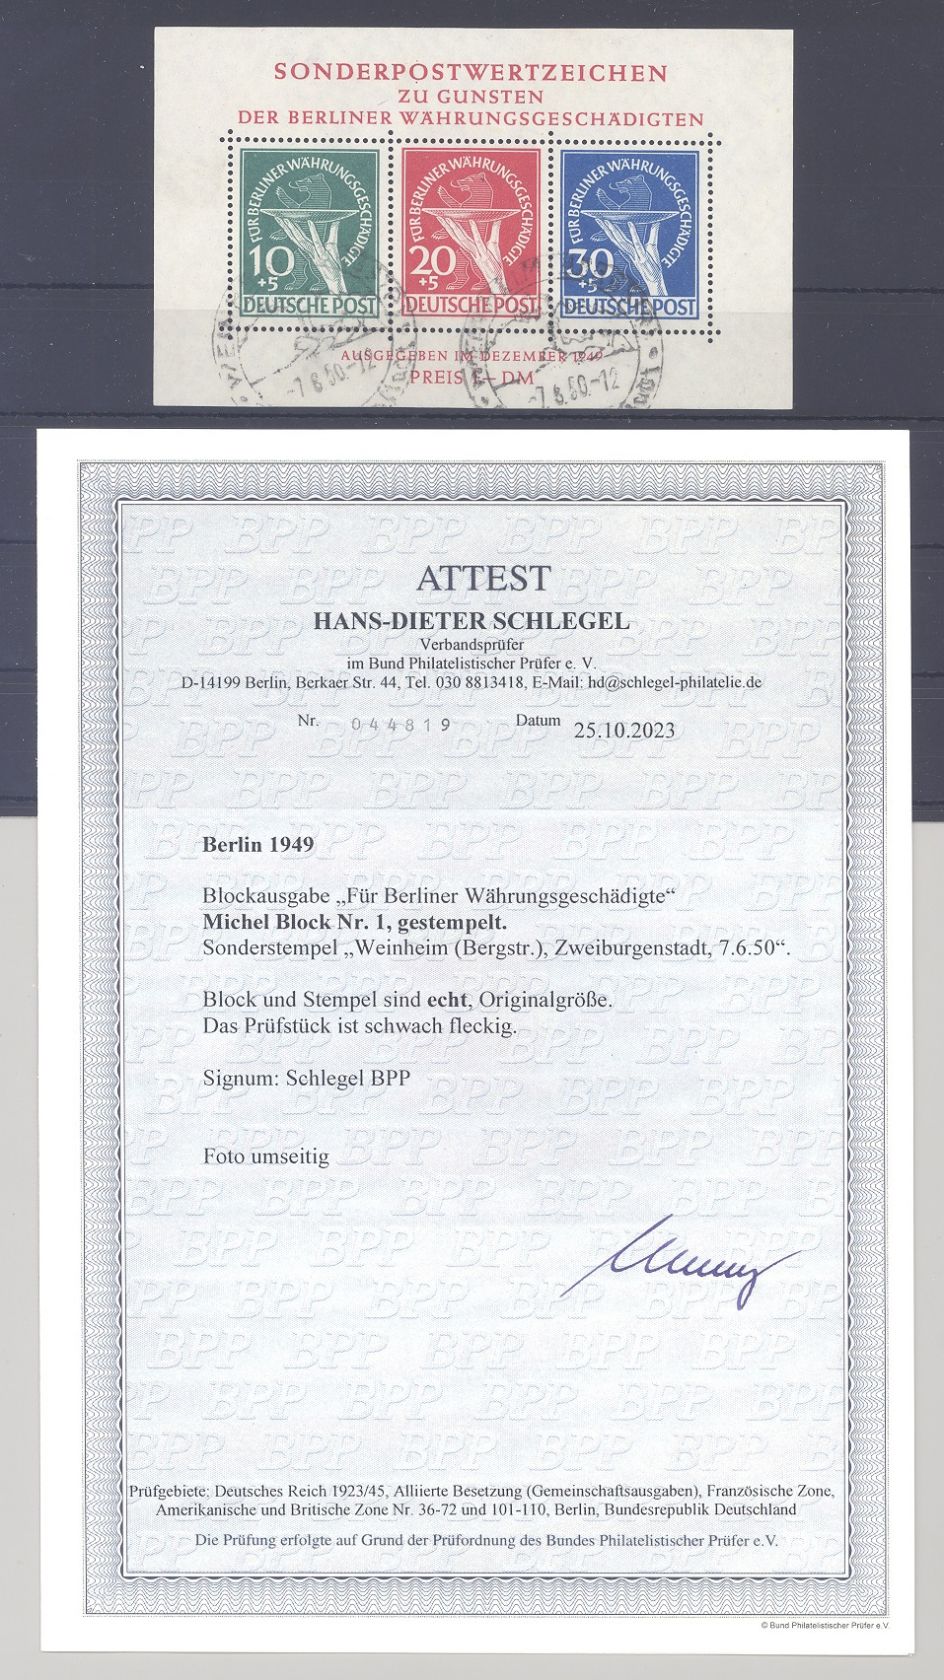 SONDERPOSTWERTZEICHEN
ZU GUNSTEN
DER BERLINER WÄHRUNGSGESCHÄDIGTEN
FÜR BERLINER WÄHRUNGSGESCHÄDIGTE
10
+5
DEUTSCHE POST
FÜR BERLINER WÄHRUNGSGESCHÄDIGTE
20
+5
DEUTSCHE POST
FÜR BERLINER WÄHRUNGSGESCHÄDIGTE
30
+5
DEUTSCHE POST
AUSGEGEBEN IM DEZEMBER 1949
PREIS 1.– DM
-7.6.50-12
-7.6.50-12
ATTEST
HANS-DIETER SCHLEGEL
Verbandsprüfer
im Bund Philatelistischer Prüfer e. V.
D-14199 Berlin, Berkaer Str. 44, Tel. 030 8813418, E-Mail: hd@schlegel-philatelie.de
Nr. 044819 Datum 25.10.2023
Berlin 1949
Blockausgabe „Für Berliner Währungsgeschädigte“
Michel Block Nr. 1, gestempelt.
Sonderstempel „Weinheim (Bergstr.), Zweiburgenstadt, 7.6.50“.
Block und Stempel sind echt, Originalgröße.
Das Prüfstück ist schwach fleckig.
Signum: Schlegel BPP
Foto umseitig
Prüfgebiete: Deutsches Reich 1923/45, Alliierte Besetzung (Gemeinschaftsausgaben), Französische Zone,
Amerikanische und Britische Zone Nr. 36-72 und 101-110, Berlin, Bundesrepublik Deutschland
Die Prüfung erfolgte auf Grund der Prüfordnung des Bundes Philatelistischer Prüfer e.V.
© Bund Philatelistischer Prüfer e.V.